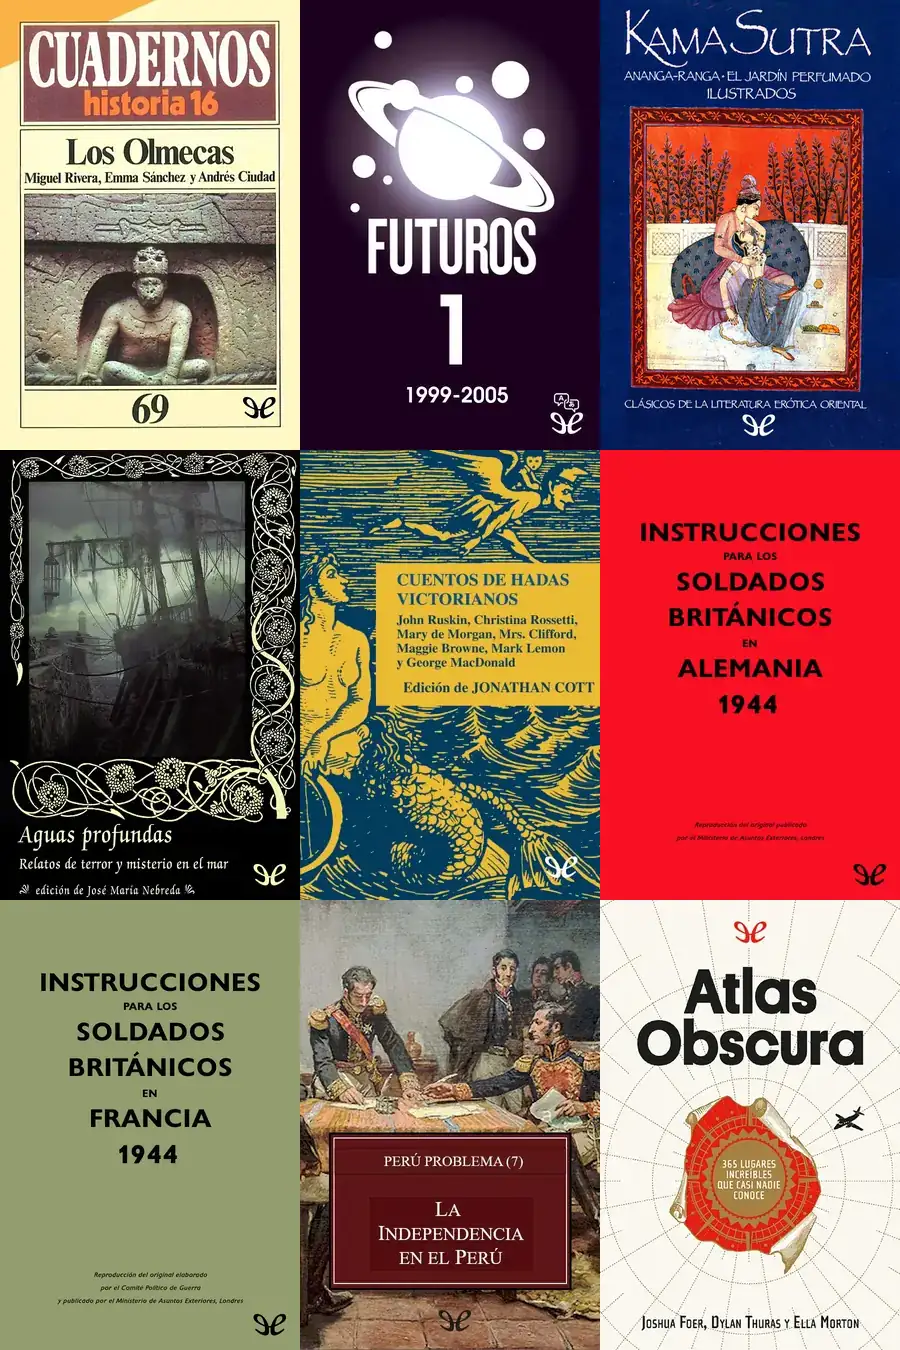 CUADERNOS
historia 16
Los Olmecas
Miguel Rivera, Emma Sánchez y Andrés Ciudad
69
FUTUROS
1
1999-2005
KAMA SUTRA
ANANGA-RANGA · EL JARDÍN PERFUMADO
ILUSTRADOS
CLÁSICOS DE LA LITERATURA ERÓTICA ORIENTAL
Aguas profundas
Relatos de terror y misterio en el mar
edición de José María Nebreda
CUENTOS DE HADAS
VICTORIANOS
John Ruskin, Christina Rossetti,
Mary de Morgan, Mrs. Clifford,
Maggie Browne, Mark Lemon
y George MacDonald
Edición de JONATHAN COTT
INSTRUCCIONES
PARA LOS
SOLDADOS
BRITÁNICOS
EN
ALEMANIA
1944
Reproducción del original publicado
por el Ministerio de Asuntos Exteriores, Londres
INSTRUCCIONES
PARA LOS
SOLDADOS
BRITÁNICOS
EN
FRANCIA
1944
Reproducción del original elaborado
por el Comité Político de Guerra
y publicado por el Ministerio de Asuntos Exteriores, Londres
PERÚ PROBLEMA (7)
LA
INDEPENDENCIA
EN EL PERÚ
Atlas
Obscura
365 LUGARES
INCREÍBLES
QUE CASI NADIE
CONOCE
JOSHUA FOER, DYLAN THURAS Y ELLA MORTON